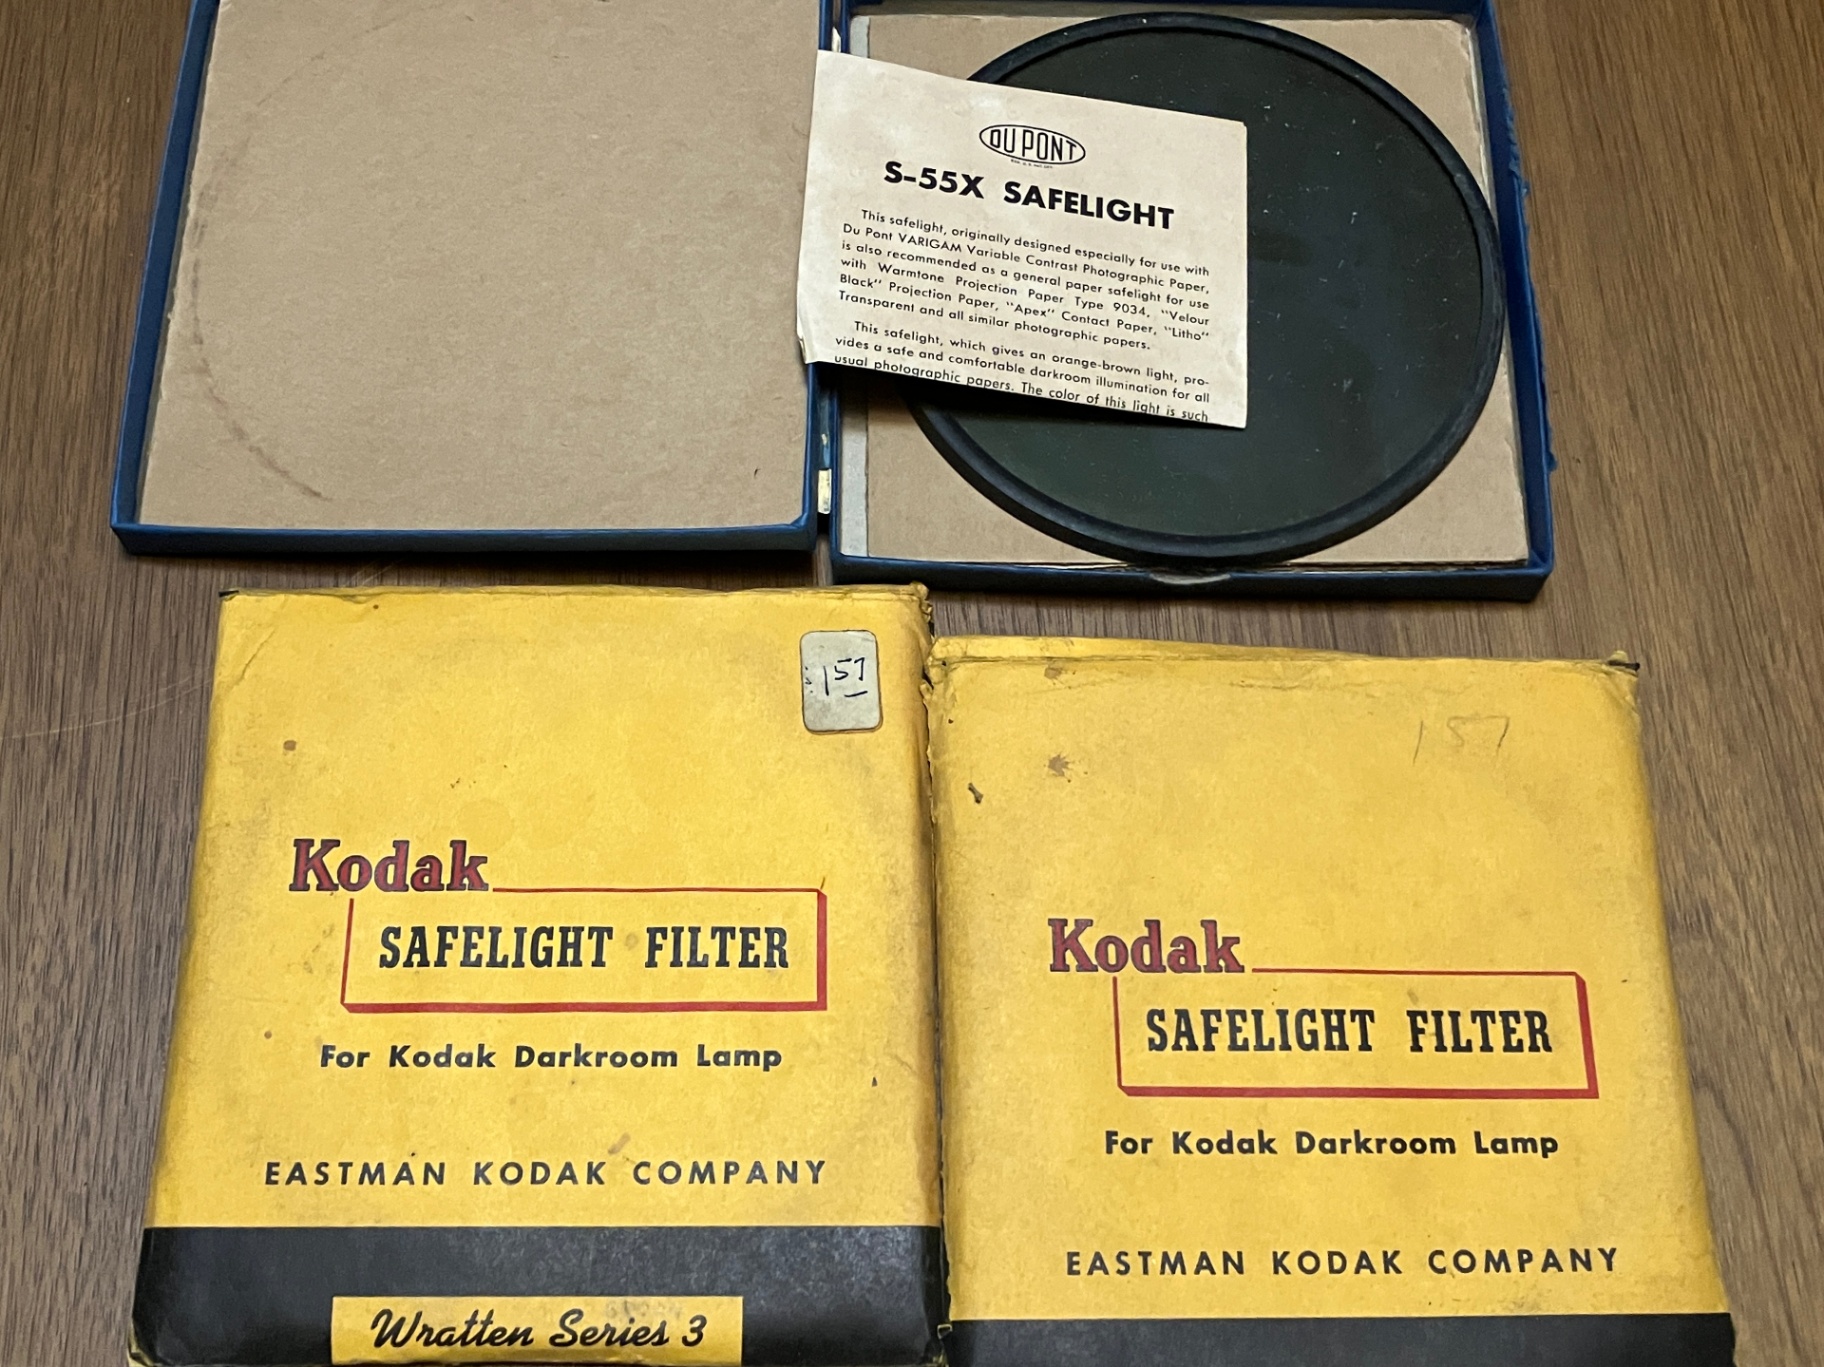 DU PONT
S-55X SAFELIGHT
This safelight, originally designed especially for use with
Du Pont VARIGAM Variable Contrast Photographic Paper,
is also recommended as a general paper safelight for use
with Warmtone Projection Paper Type 9034, "Velour
Black" Projection Paper, "Apex" Contact Paper, "Litho"
Transparent and all similar photographic papers.
This safelight, which gives an orange-brown light, pro-
vides a safe and comfortable darkroom illumination for all
usual photographic papers. The color of this light is such
1 57
Kodak
SAFELIGHT FILTER
For Kodak Darkroom Lamp
EASTMAN KODAK COMPANY
Wratten Series 3
1 57
Kodak
SAFELIGHT FILTER
For Kodak Darkroom Lamp
EASTMAN KODAK COMPANY